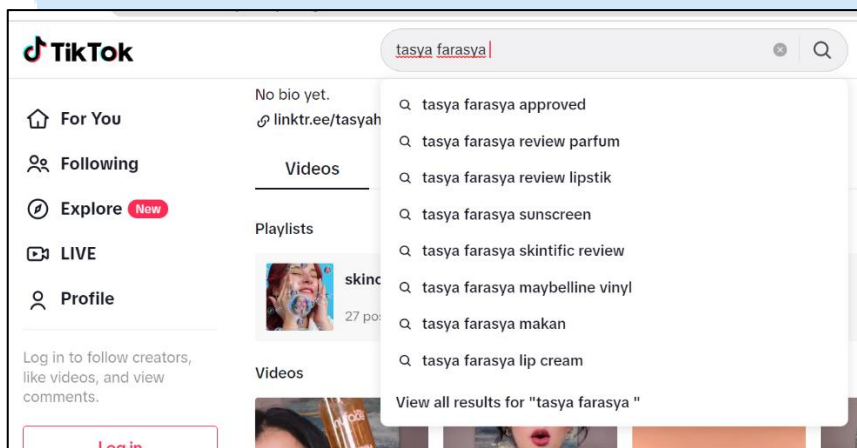 TikTok
tasya farasya
For You
Following
Explore New
LIVE
Profile
Log in to follow creators,
like videos, and view
comments.
Log in
No bio yet.
linktr.ee/tasyah
Videos
Playlists
skinc
27 pos
Videos
tasya farasya approved
tasya farasya review parfum
tasya farasya review lipstik
tasya farasya sunscreen
tasya farasya skintific review
tasya farasya maybelline vinyl
tasya farasya makan
tasya farasya lip cream
View all results for "tasya farasya "